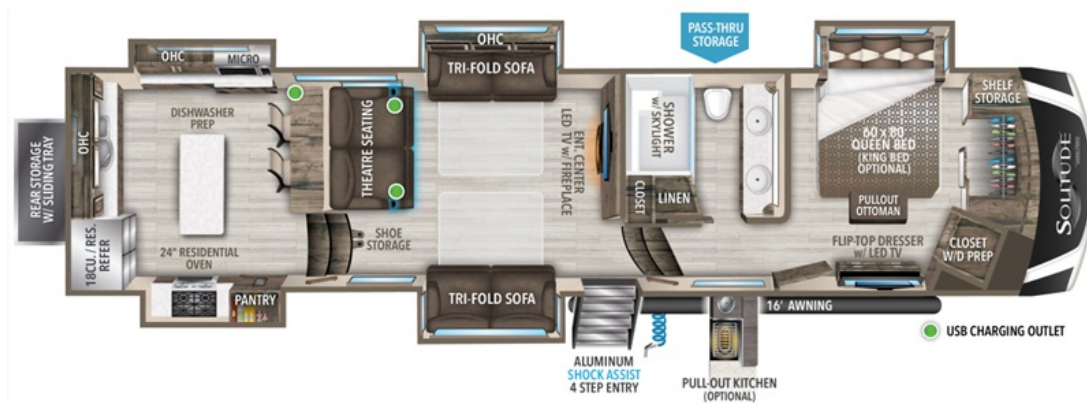 PASS-THRU
STORAGE
OHC
MICRO
OHC
TRI-FOLD SOFA
DISHWASHER
PREP
OHC
REAR STORAGE
W/ SLIDING TRAY
THEATRE SEATING
ENT. CENTER
LED TV w/ FIREPLACE
SHOWER
w/ SKYLIGHT
CLOSET
LINEN
60 x 80
QUEEN BED
(KING BED
OPTIONAL)
PULLOUT
OTTOMAN
SHELF
STORAGE
SOLITUDE
18CU. / RES.
REFER
24" RESIDENTIAL
OVEN
SHOE
STORAGE
FLIP-TOP DRESSER
w/ LED TV
CLOSET
W/D PREP
PANTRY
TRI-FOLD SOFA
16' AWNING
USB CHARGING OUTLET
ALUMINUM
SHOCK ASSIST
4 STEP ENTRY
PULL-OUT KITCHEN
(OPTIONAL)